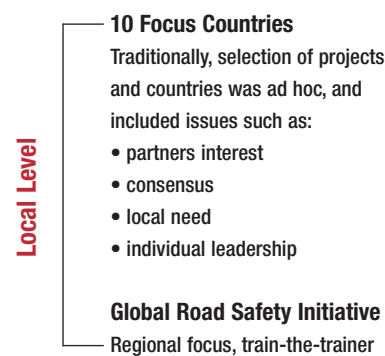 Local Level
10 Focus Countries
Traditionally, selection of projects
and countries was ad hoc, and
included issues such as:
• partners interest
• consensus
• local need
• individual leadership
Global Road Safety Initiative
Regional focus, train-the-trainer